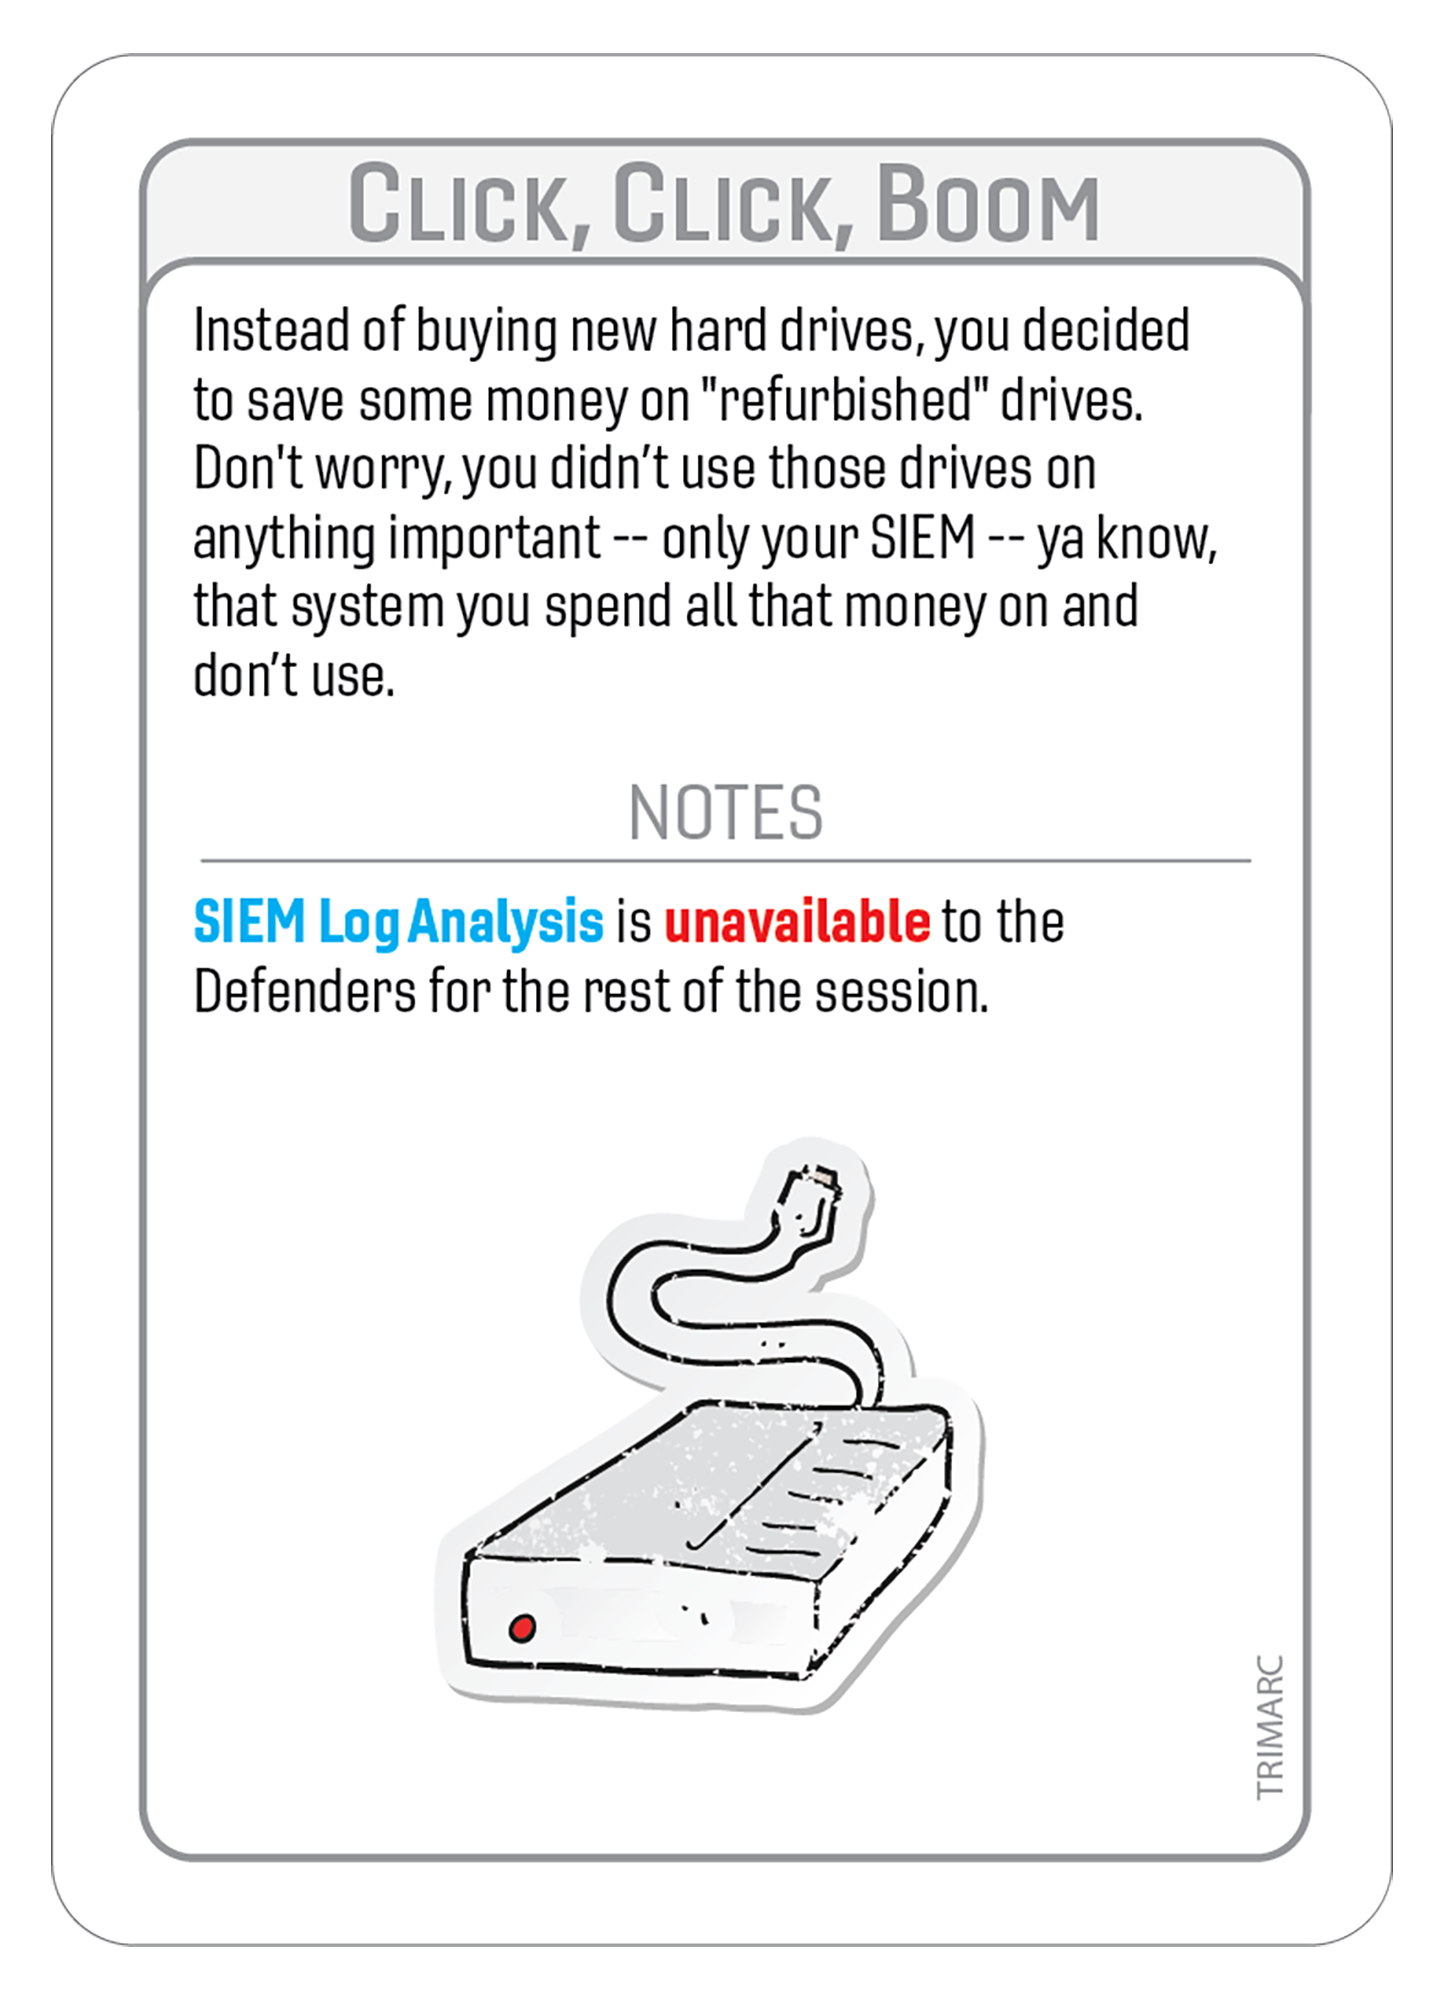 Click, Click, Boom
Instead of buying new hard drives, you decided
to save some money on "refurbished" drives.
Don't worry, you didn’t use those drives on
anything important -- only your SIEM -- ya know,
that system you spend all that money on and
don’t use.
NOTES
SIEM Log Analysis is unavailable to the
Defenders for the rest of the session.
TRIMARC